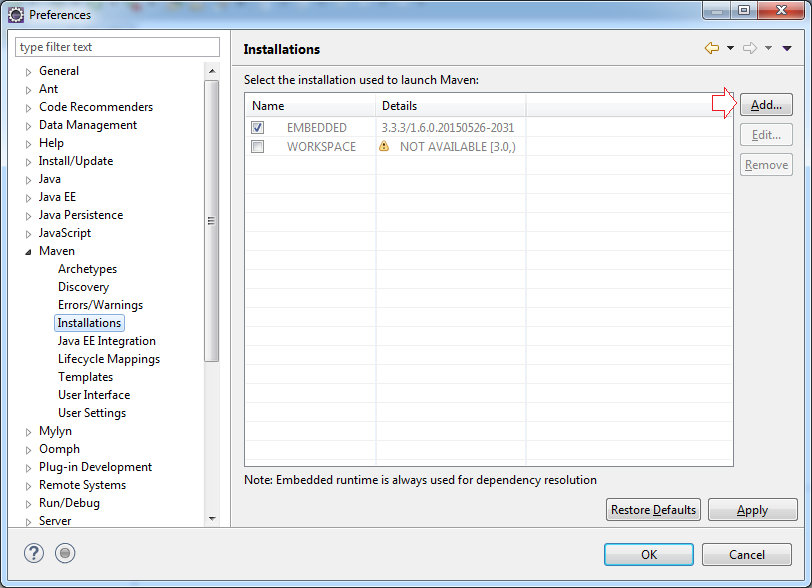 Preferences
type filter text
General
Ant
Code Recommenders
Data Management
Help
Install/Update
Java
Java EE
Java Persistence
JavaScript
Maven
Archetypes
Discovery
Errors/Warnings
Installations
Java EE Integration
Lifecycle Mappings
Templates
User Interface
User Settings
Mylyn
Oomph
Plug-in Development
Remote Systems
Run/Debug
Server
Installations
Select the installation used to launch Maven:
Name Details
EMBEDDED 3.3.3/1.6.0.20150526-2031
WORKSPACE NOT AVAILABLE [3.0,)
Add...
Edit...
Remove
Note: Embedded runtime is always used for dependency resolution
Restore Defaults Apply
OK Cancel